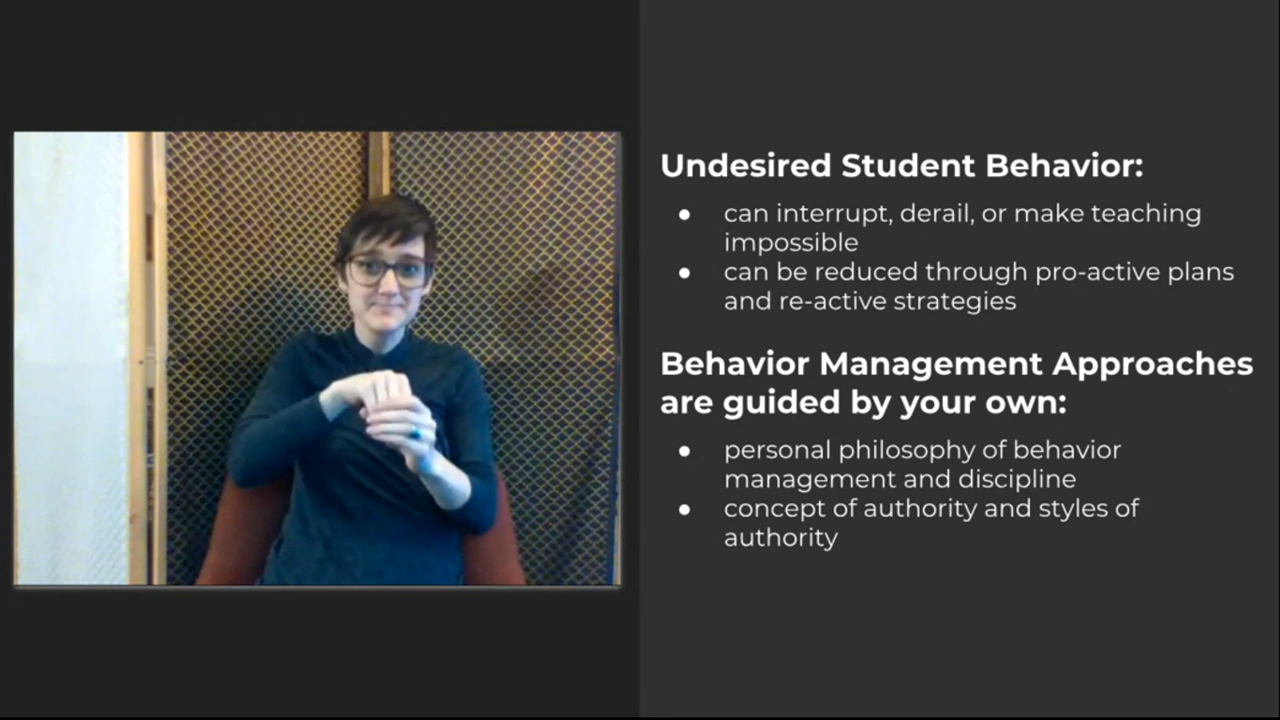 Undesired Student Behavior:
● can interrupt, derail, or make teaching
impossible
● can be reduced through pro-active plans
and re-active strategies
Behavior Management Approaches
are guided by your own:
● personal philosophy of behavior
management and discipline
● concept of authority and styles of
authority